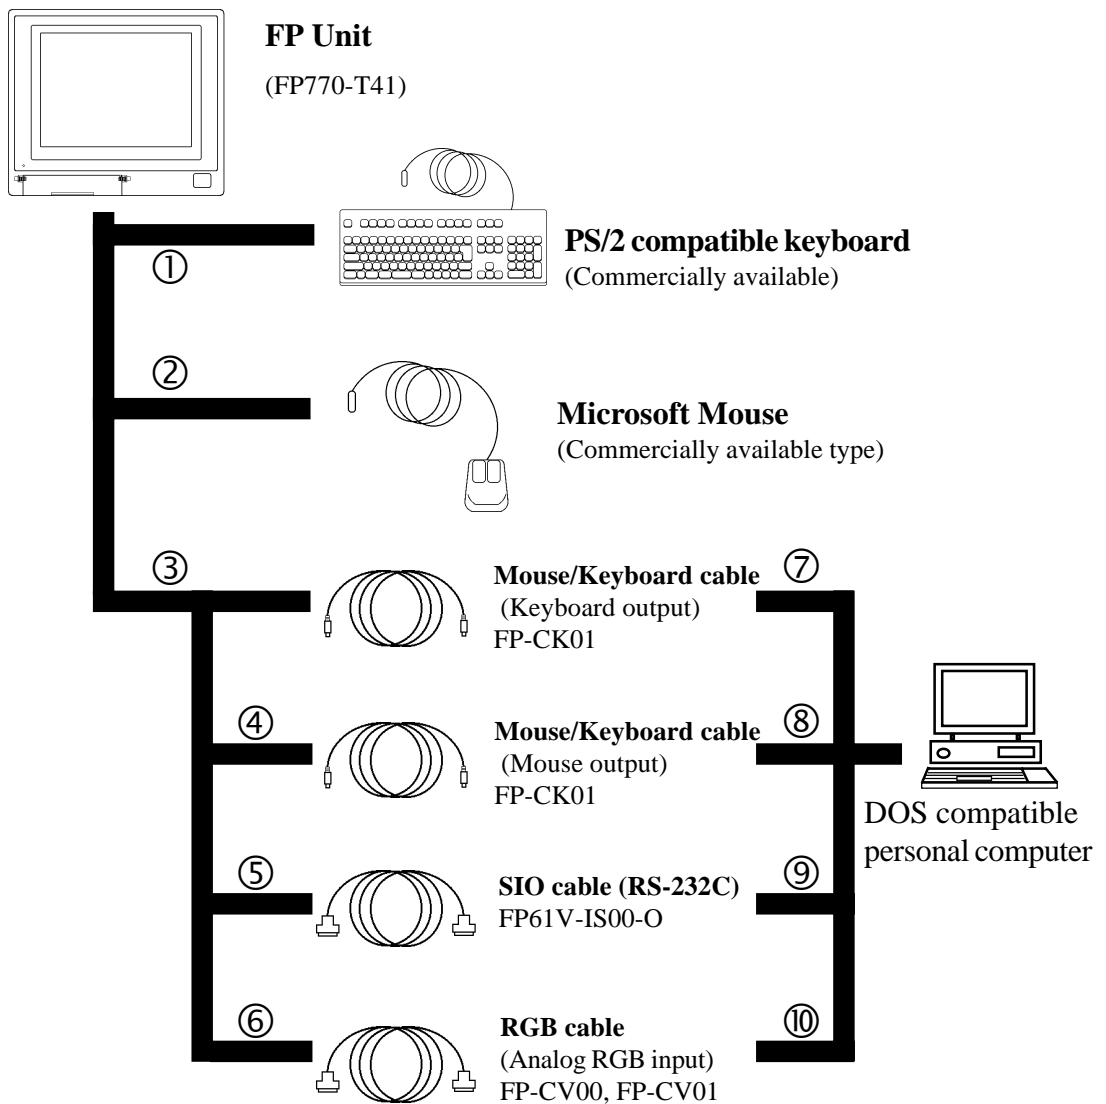 FP Unit
(FP770-T41)
①
PS/2 compatible keyboard
(Commercially available)
②
Microsoft Mouse
(Commercially available type)
③
Mouse/Keyboard cable
(Keyboard output)
FP-CK01
⑦
④
Mouse/Keyboard cable
(Mouse output)
FP-CK01
⑧
DOS compatible
personal computer
⑤
SIO cable (RS-232C)
FP61V-IS00-O
⑨
⑥
RGB cable
(Analog RGB input)
FP-CV00, FP-CV01
⑩